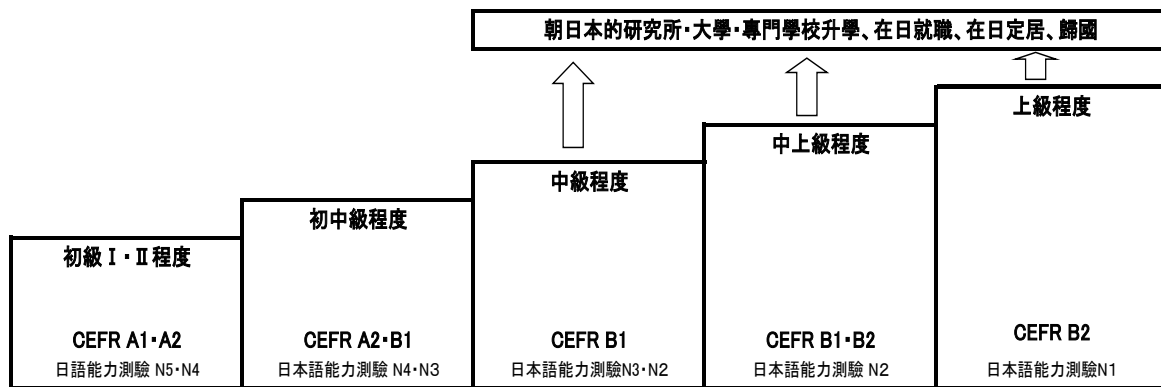 朝日本的研究所・大學・專門學校升學、在日就職、在日定居、歸國
上級程度
中上級程度
中級程度
初中級程度
初級Ⅰ・Ⅱ程度
CEFR A1・A2
日語能力測驗 N5・N4
CEFR A2・B1
日本語能力測驗 N4・N3
CEFR B1
日本語能力測驗N3・N2
CEFR B1・B2
日本語能力測驗 N2
CEFR B2
日本語能力測驗N1